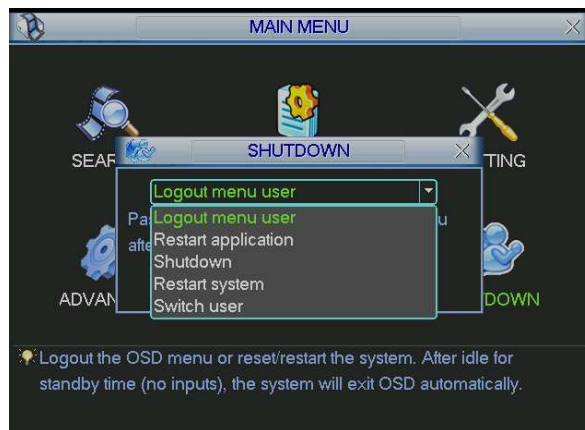 MAIN MENU
SHUTDOWN
SEAR
TING
Logout menu user
Pa
u
Logout menu user
afte
Restart application
Shutdown
Restart system
Switch user
ADVAN
DOWN
Logout the OSD menu or reset/restart the system. After idle for
standby time (no inputs), the system will exit OSD automatically.